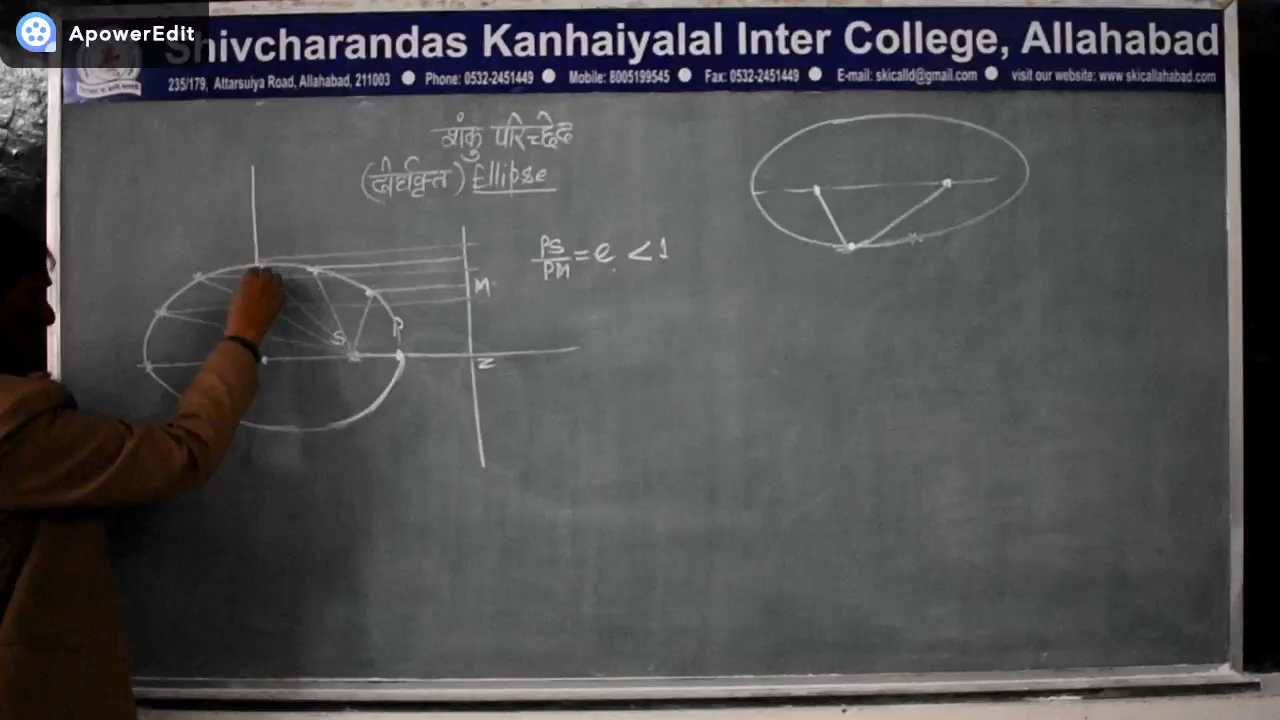 ApowerEdit
Shivcharandas Kanhaiyalal Inter College, Allahabad
235/179, Attarsuiya Road, Allahabad, 211003 ● Phone: 0532-2451449 ● Mobile: 8005199545 ● Fax: 0532-2451449 ● E-mail: skicalld@gmail.com ● visit our website: www.skicallahabad.com
शंकु परिच्छेद
(दीर्घवृत्त) Ellipse
PS/PM = e < 1
M
S
P
Z